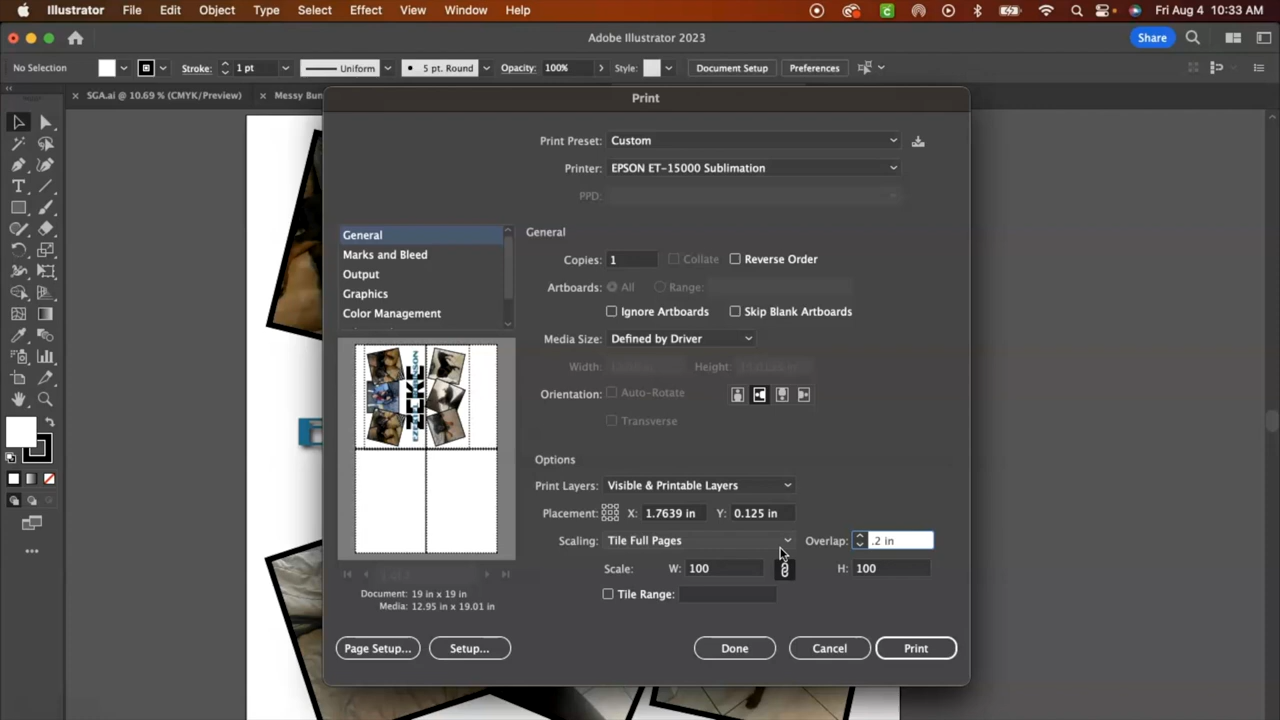 Illustrator File Edit Object Type Select Effect View Window Help Fri Aug 4 10:33 AM
Adobe Illustrator 2023 Share
No Selection Stroke: 1 pt Uniform 5 pt. Round Opacity: 100% Style: Document Setup Preferences
SGA.ai @ 10.69 % (CMYK/Preview) Messy Bun
Print
Print Preset: Custom
Printer: EPSON ET-15000 Sublimation
PPD:
General
Marks and Bleed
Output
Graphics
Color Management
General
Copies: 1 Collate Reverse Order
Artboards: All Range:
Ignore Artboards Skip Blank Artboards
Media Size: Defined by Driver
Width: Height:
Orientation: Auto-Rotate
Transverse
Options
Print Layers: Visible & Printable Layers
Placement: X: 1.7639 in Y: 0.125 in
Scaling: Tile Full Pages Overlap: .2 in
Scale: W: 100 H: 100
Tile Range:
Document: 19 in x 19 in
Media: 12.95 in x 19.01 in
Page Setup... Setup... Done Cancel Print